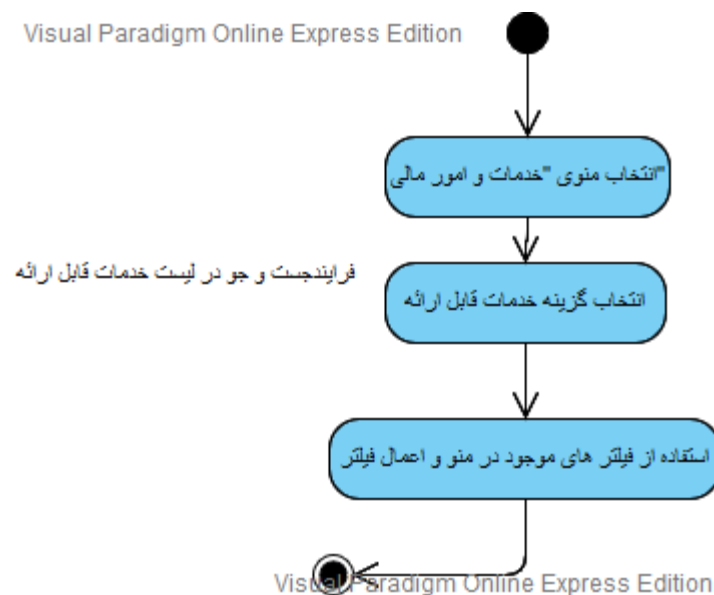 Visual Paradigm Online Express Edition
انتخاب منوی "خدمات و امور مالی"
فرایندجست و جو در لیست خدمات قابل ارائه
انتخاب گزینه خدمات قابل ارائه
استفاده از فیلتر های موجود در منو و اعمال فیلتر
Visual Paradigm Online Express Edition